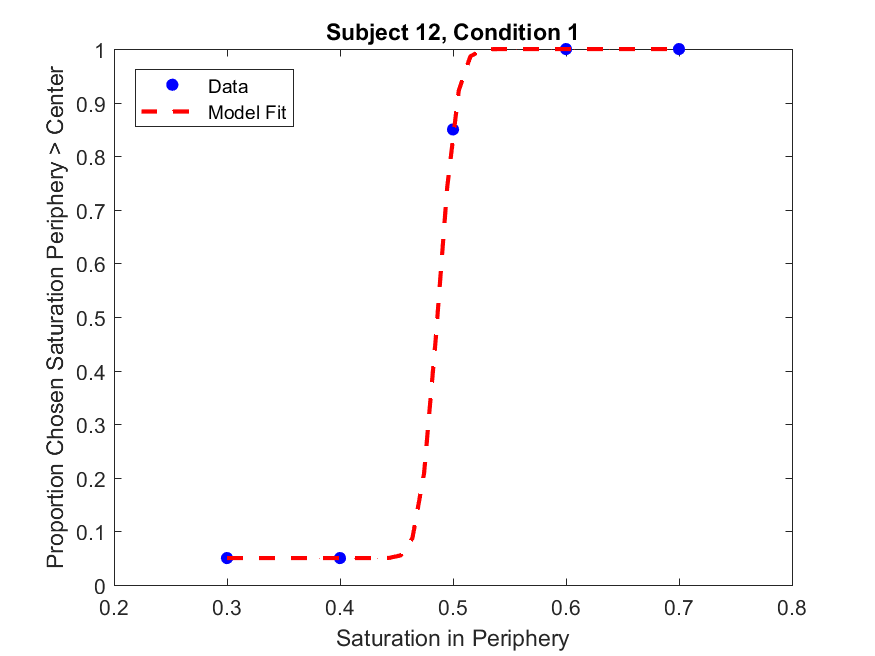 Subject 12, Condition 1
Data
Model Fit
Proportion Chosen Saturation Periphery > Center
1
0.9
0.8
0.7
0.6
0.5
0.4
0.3
0.2
0.1
0
0.2 0.3 0.4 0.5 0.6 0.7 0.8
Saturation in Periphery